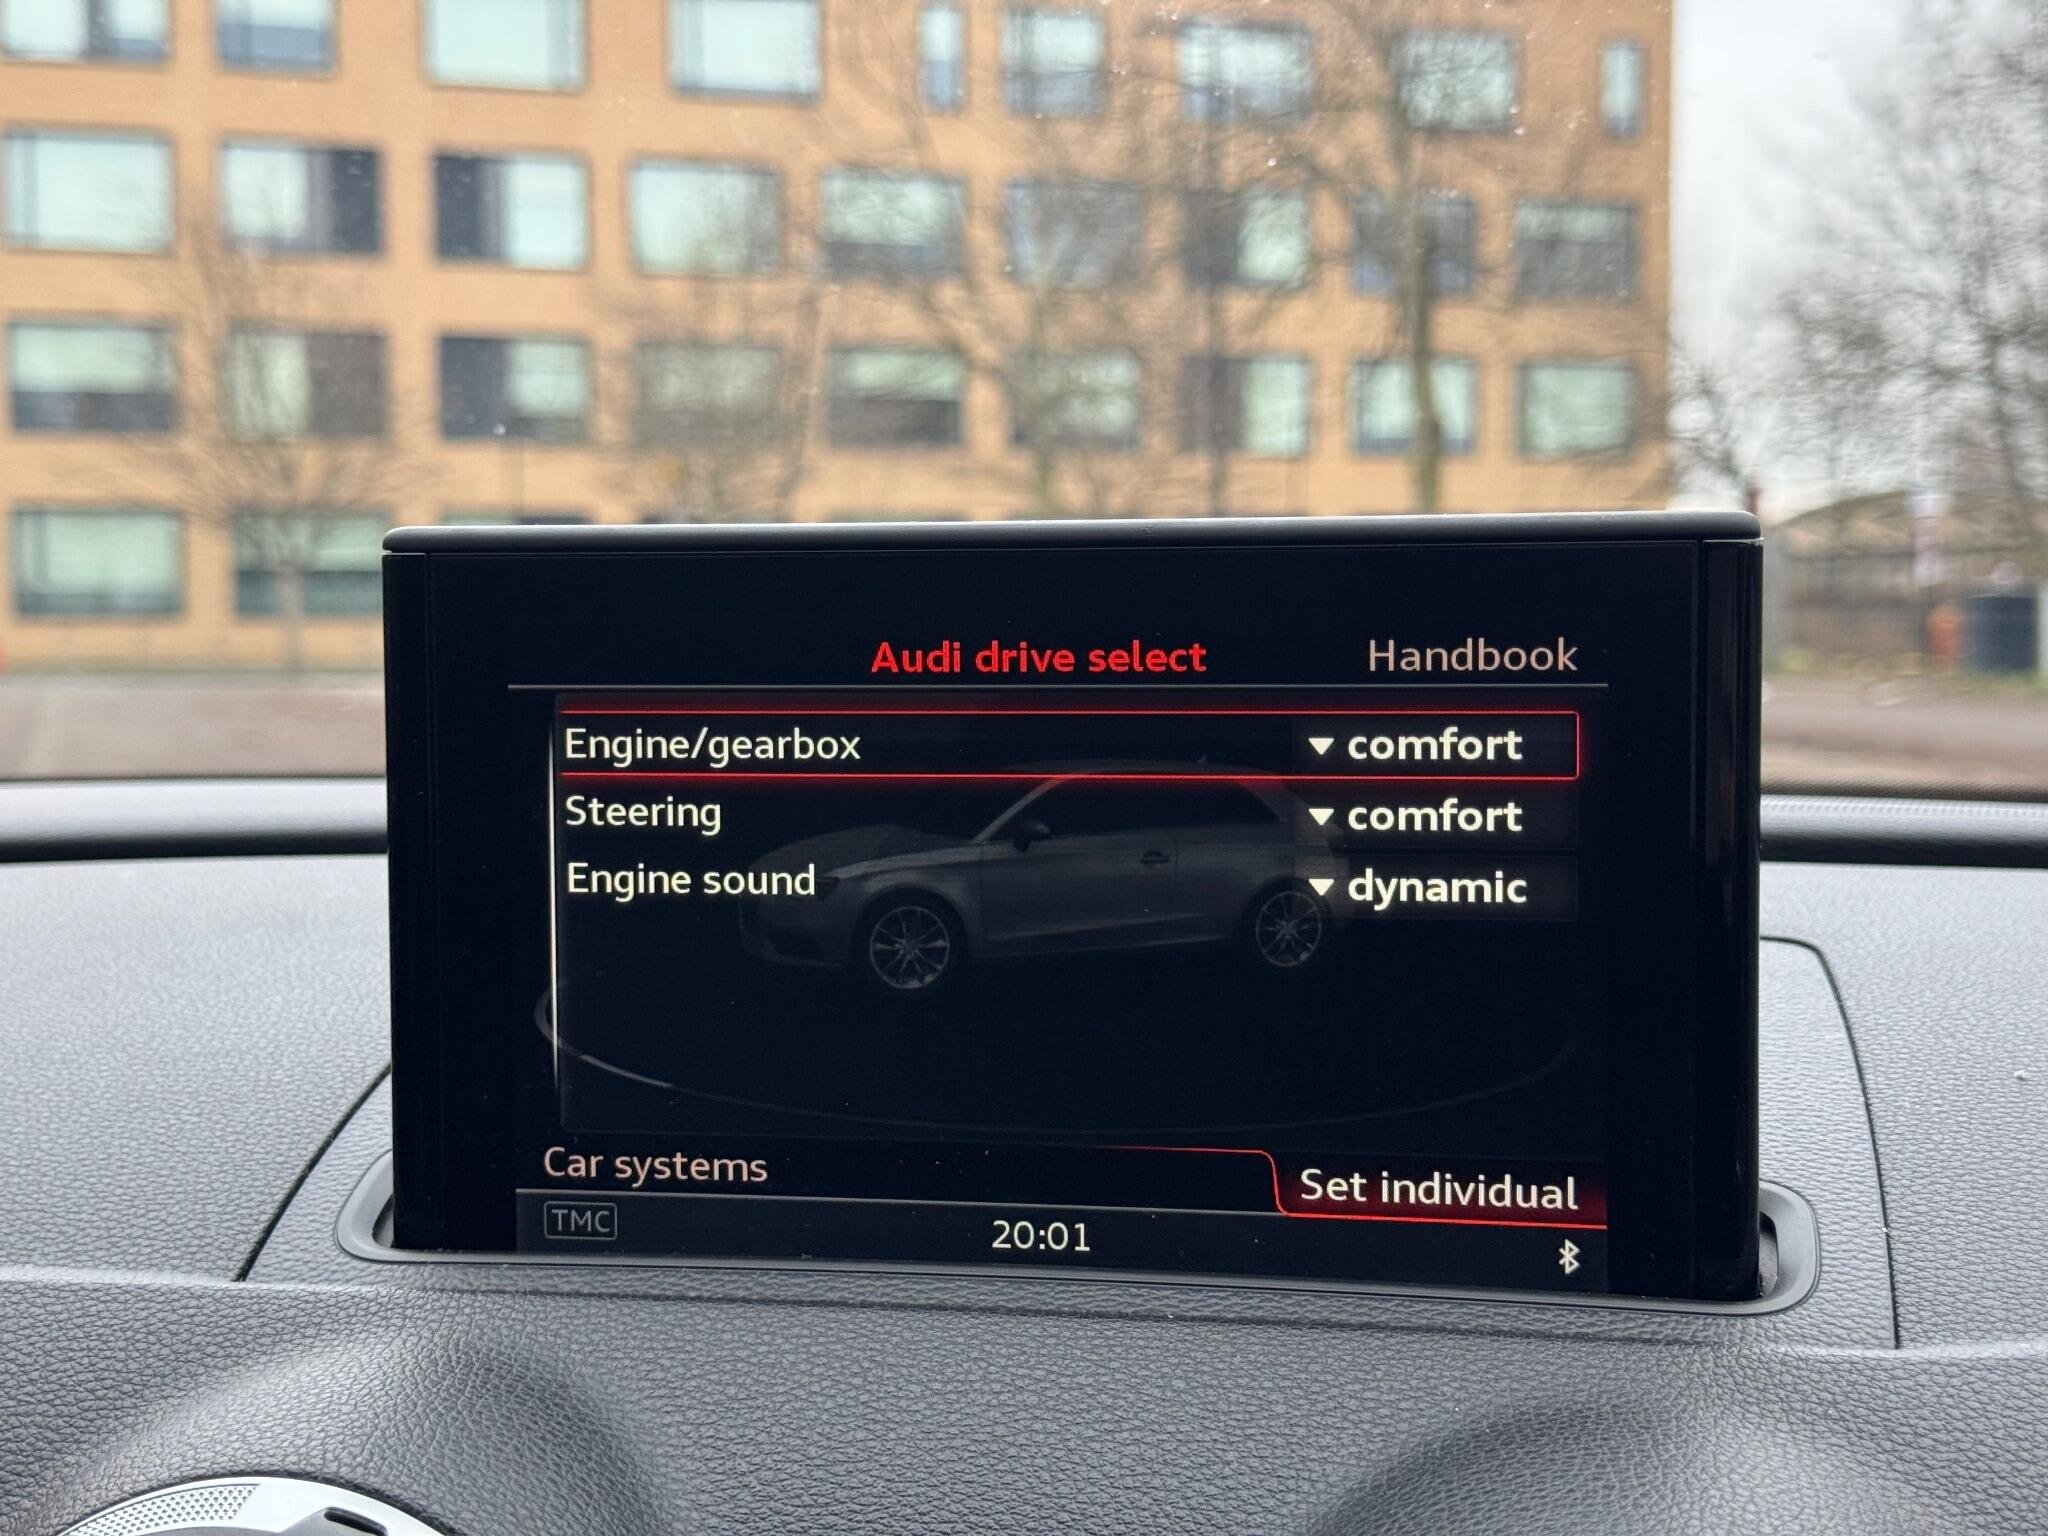 Audi drive select Handbook
Engine/gearbox comfort
Steering comfort
Engine sound dynamic
Car systems Set individual
TMC 20:01